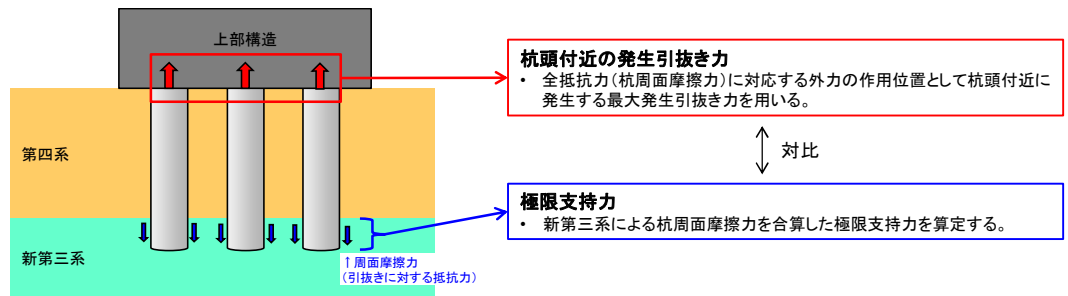 上部構造
第四系
新第三系
↑周面摩擦力
(引抜きに対する抵抗力)
杭頭付近の発生引抜き力
・ 全抵抗力(杭周面摩擦力)に対応する外力の作用位置として杭頭付近に
発生する最大発生引抜き力を用いる。
対比
極限支持力
・ 新第三系による杭周面摩擦力を合算した極限支持力を算定する。